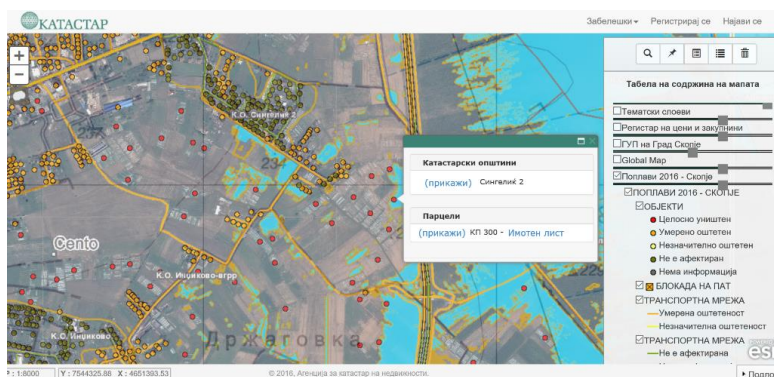 КАТАСТАР
Забелешки Регистрирај се Најави се
Табела на содржина на мапата
Тематски слоеви
Регистар на цени и закупнини
ГУП на Град Скопје
Global Map
Поплави 2016 - Скопје
ПОПЛАВИ 2016 - СКОПЈЕ
ОБЈЕКТИ
Целосно уништен
Умерено оштетен
Незначително оштетен
Не е афектиран
Нема информација
БЛОКАДА НА ПАТ
ТРАНСПОРТНА МРЕЖА
Умерена оштетеност
Незначителна оштетеност
ТРАНСПОРТНА МРЕЖА
Не е афектирана
Катастарски општини
(прикажи) Сингелиќ 2
Парцели
(прикажи) КП 300 - Имотен лист
К.О. Сингелиќ 2
234
Cento
К.О. Инџиково-вгрр
К.О. Инџиково
Држаговка
229
esri
Р : 1:8000 Y : 7544325.88 X : 4651393.53
© 2016, Агенција за катастар на недвижности.